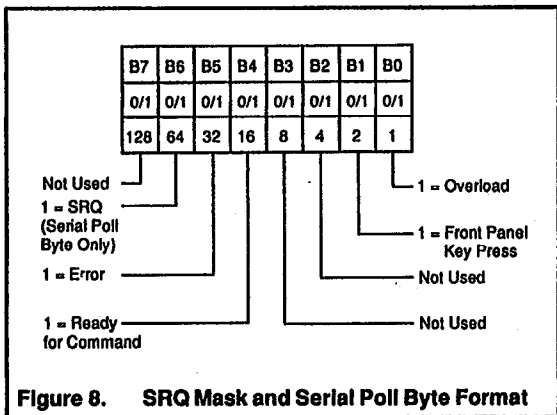 B7 B6 B5 B4 B3 B2 B1 B0
0/1 0/1 0/1 0/1 0/1 0/1 0/1 0/1
128 64 32 16 8 4 2 1
Not Used
1 = SRQ
(Serial Poll
Byte Only)
1 = Error
1 = Ready
for Command
1 = Overload
1 = Front Panel
Key Press
Not Used
Not Used
Figure 8. SRQ Mask and Serial Poll Byte Format